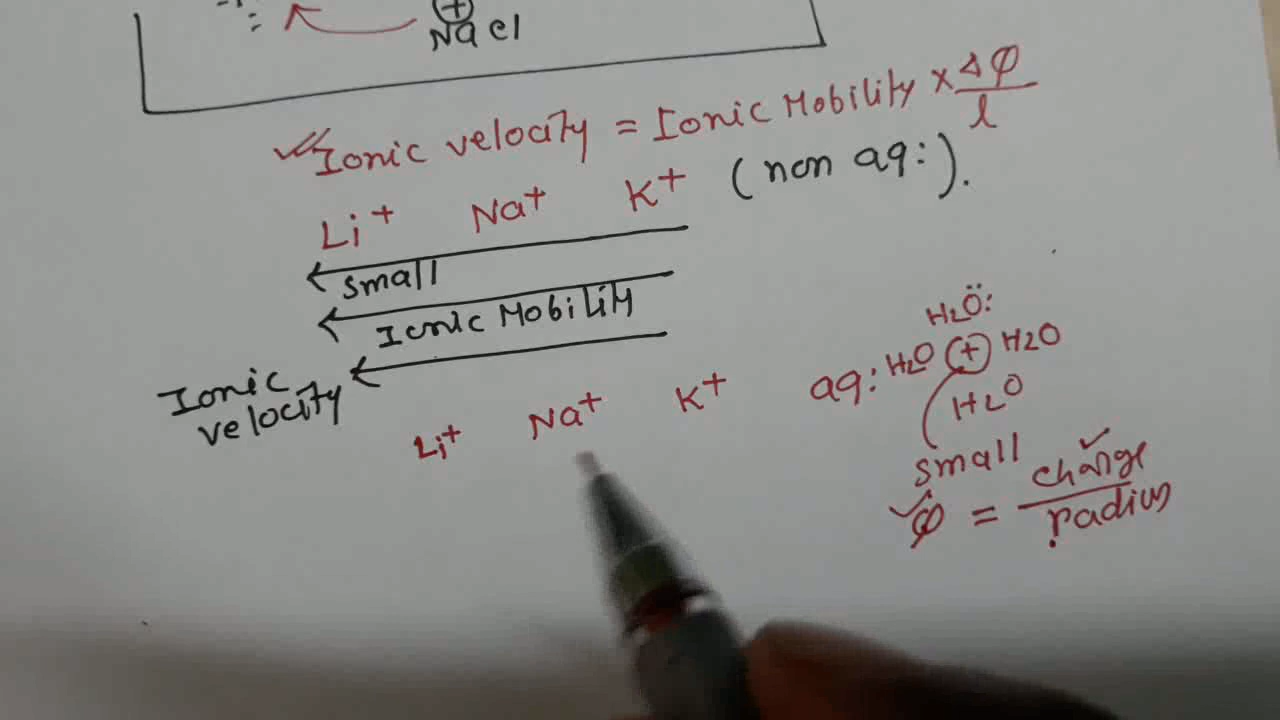 ⊕
NaCl
Ionic velocity = Ionic Mobility × Δφ/l
Li⁺ Na⁺ K⁺ (non aq:).
small
Ionic Mobility
Ionic
velocity
Li⁺ Na⁺ K⁺
aq: H2O ⊕ H2O
H2Ö:
H2O
small
φ = charge/radius